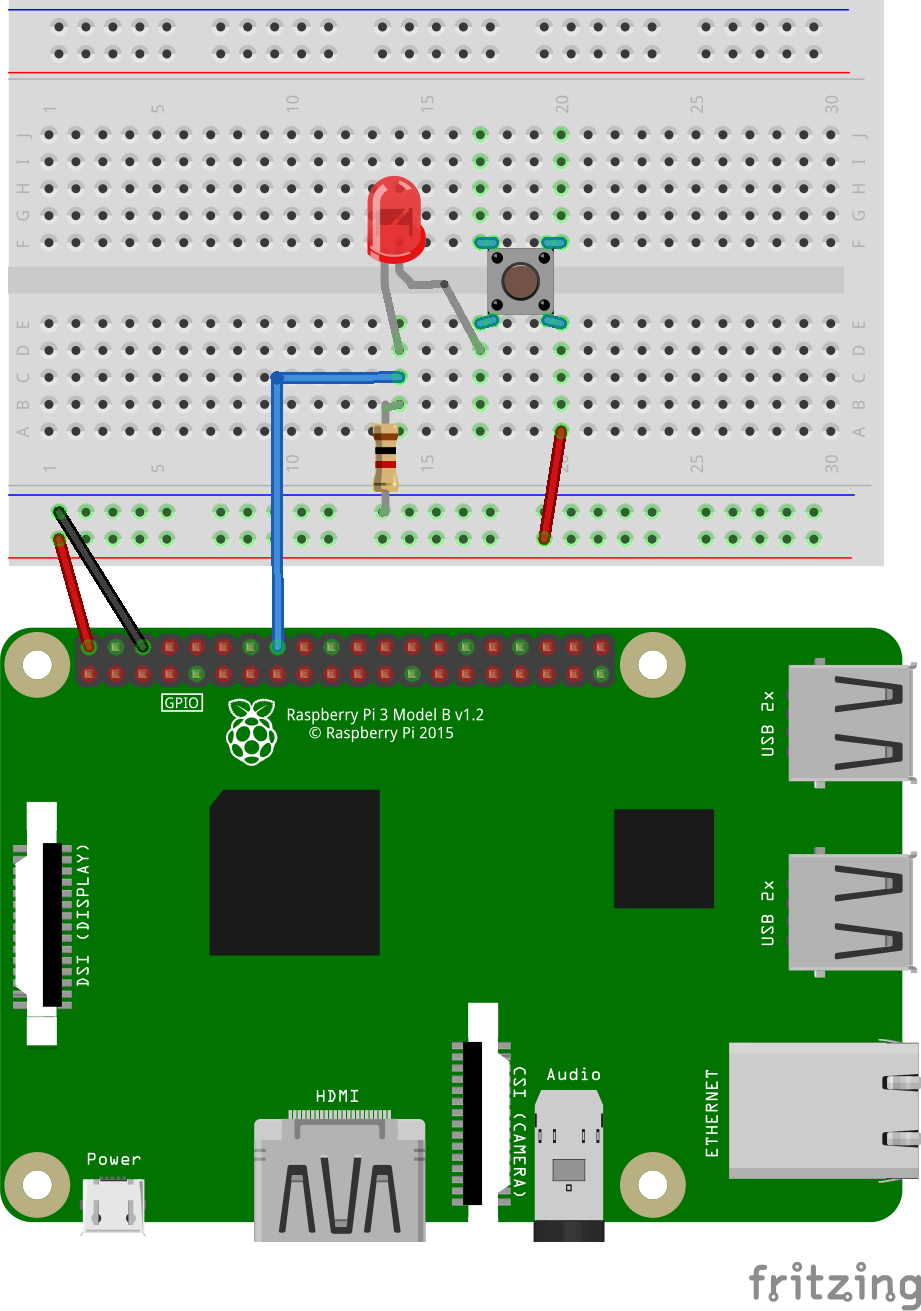 1 5 10 15 20 25 30
J J
I I
H H
G G
F F
E E
D D
C C
B B
A A
1 5 10 15 20 25 30
GPIO
Raspberry Pi 3 Model B v1.2
© Raspberry Pi 2015
USB 2x
DSI (DISPLAY)
USB 2x
HDMI
CSI (CAMERA)
Audio
ETHERNET
Power
fritzing